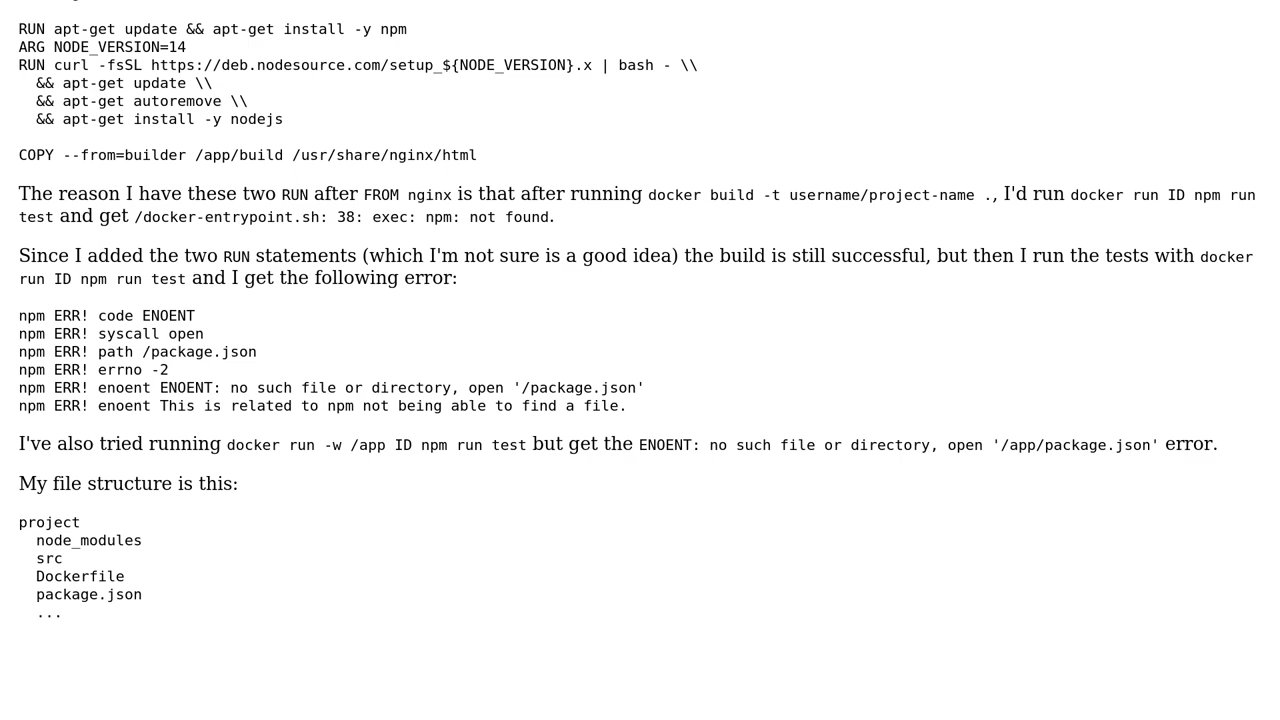 RUN apt-get update && apt-get install -y npm
ARG NODE_VERSION=14
RUN curl -fsSL https://deb.nodesource.com/setup_${NODE_VERSION}.x | bash - \\
  && apt-get update \\
  && apt-get autoremove \\
  && apt-get install -y nodejs
COPY --from=builder /app/build /usr/share/nginx/html
The reason I have these two RUN after FROM nginx is that after running docker build -t username/project-name ., I'd run docker run ID npm run
test and get /docker-entrypoint.sh: 38: exec: npm: not found.
Since I added the two RUN statements (which I'm not sure is a good idea) the build is still successful, but then I run the tests with docker
run ID npm run test and I get the following error:
npm ERR! code ENOENT
npm ERR! syscall open
npm ERR! path /package.json
npm ERR! errno -2
npm ERR! enoent ENOENT: no such file or directory, open '/package.json'
npm ERR! enoent This is related to npm not being able to find a file.
I've also tried running docker run -w /app ID npm run test but get the ENOENT: no such file or directory, open '/app/package.json' error.
My file structure is this:
project
  node_modules
  src
  Dockerfile
  package.json
  ...